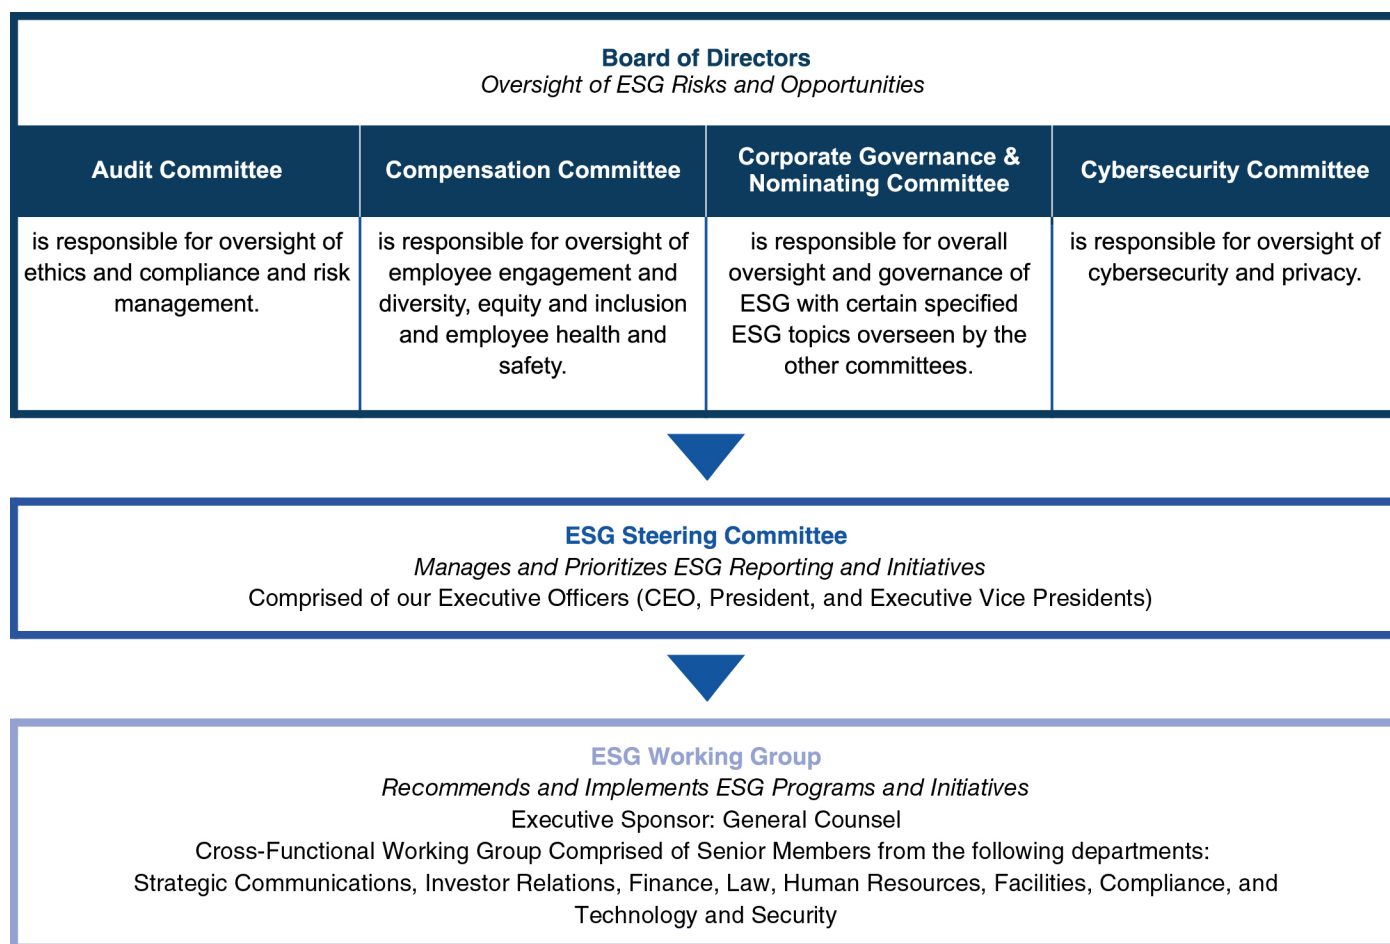 Board of Directors
Oversight of ESG Risks and Opportunities
Audit Committee
is responsible for oversight of
ethics and compliance and risk
management.
Compensation Committee
is responsible for oversight of
employee engagement and
diversity, equity and inclusion
and employee health and
safety.
Corporate Governance &
Nominating Committee
is responsible for overall
oversight and governance of
ESG with certain specified
ESG topics overseen by the
other committees.
Cybersecurity Committee
is responsible for oversight of
cybersecurity and privacy.
ESG Steering Committee
Manages and Prioritizes ESG Reporting and Initiatives
Comprised of our Executive Officers (CEO, President, and Executive Vice Presidents)
ESG Working Group
Recommends and Implements ESG Programs and Initiatives
Executive Sponsor: General Counsel
Cross-Functional Working Group Comprised of Senior Members from the following departments:
Strategic Communications, Investor Relations, Finance, Law, Human Resources, Facilities, Compliance, and
Technology and Security